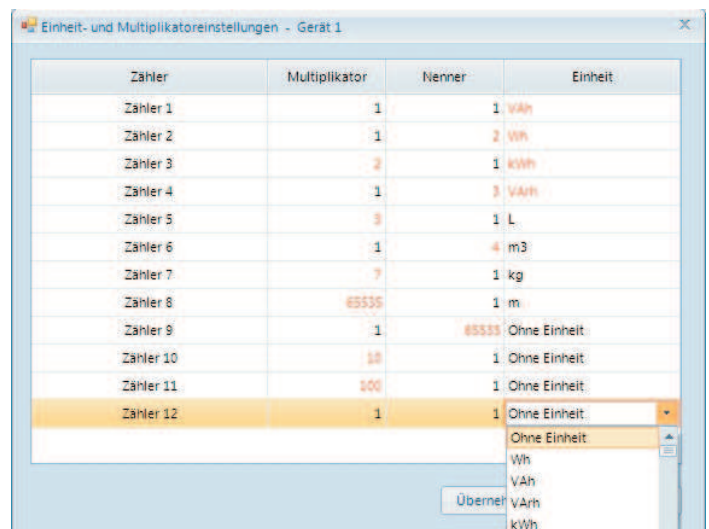 Einheit- und Multiplikatoreinstellungen - Gerät 1
Zähler Multiplikator Nenner Einheit
Zähler 1 1 1 VAh
Zähler 2 1 2 Wh
Zähler 3 2 1 kWh
Zähler 4 1 3 VArh
Zähler 5 3 1 L
Zähler 6 1 4 m3
Zähler 7 7 1 kg
Zähler 8 65535 1 m
Zähler 9 1 65535 Ohne Einheit
Zähler 10 10 1 Ohne Einheit
Zähler 11 100 1 Ohne Einheit
Zähler 12 1 1 Ohne Einheit
Ohne Einheit
Wh
VAh
Überneh VArh
kWh